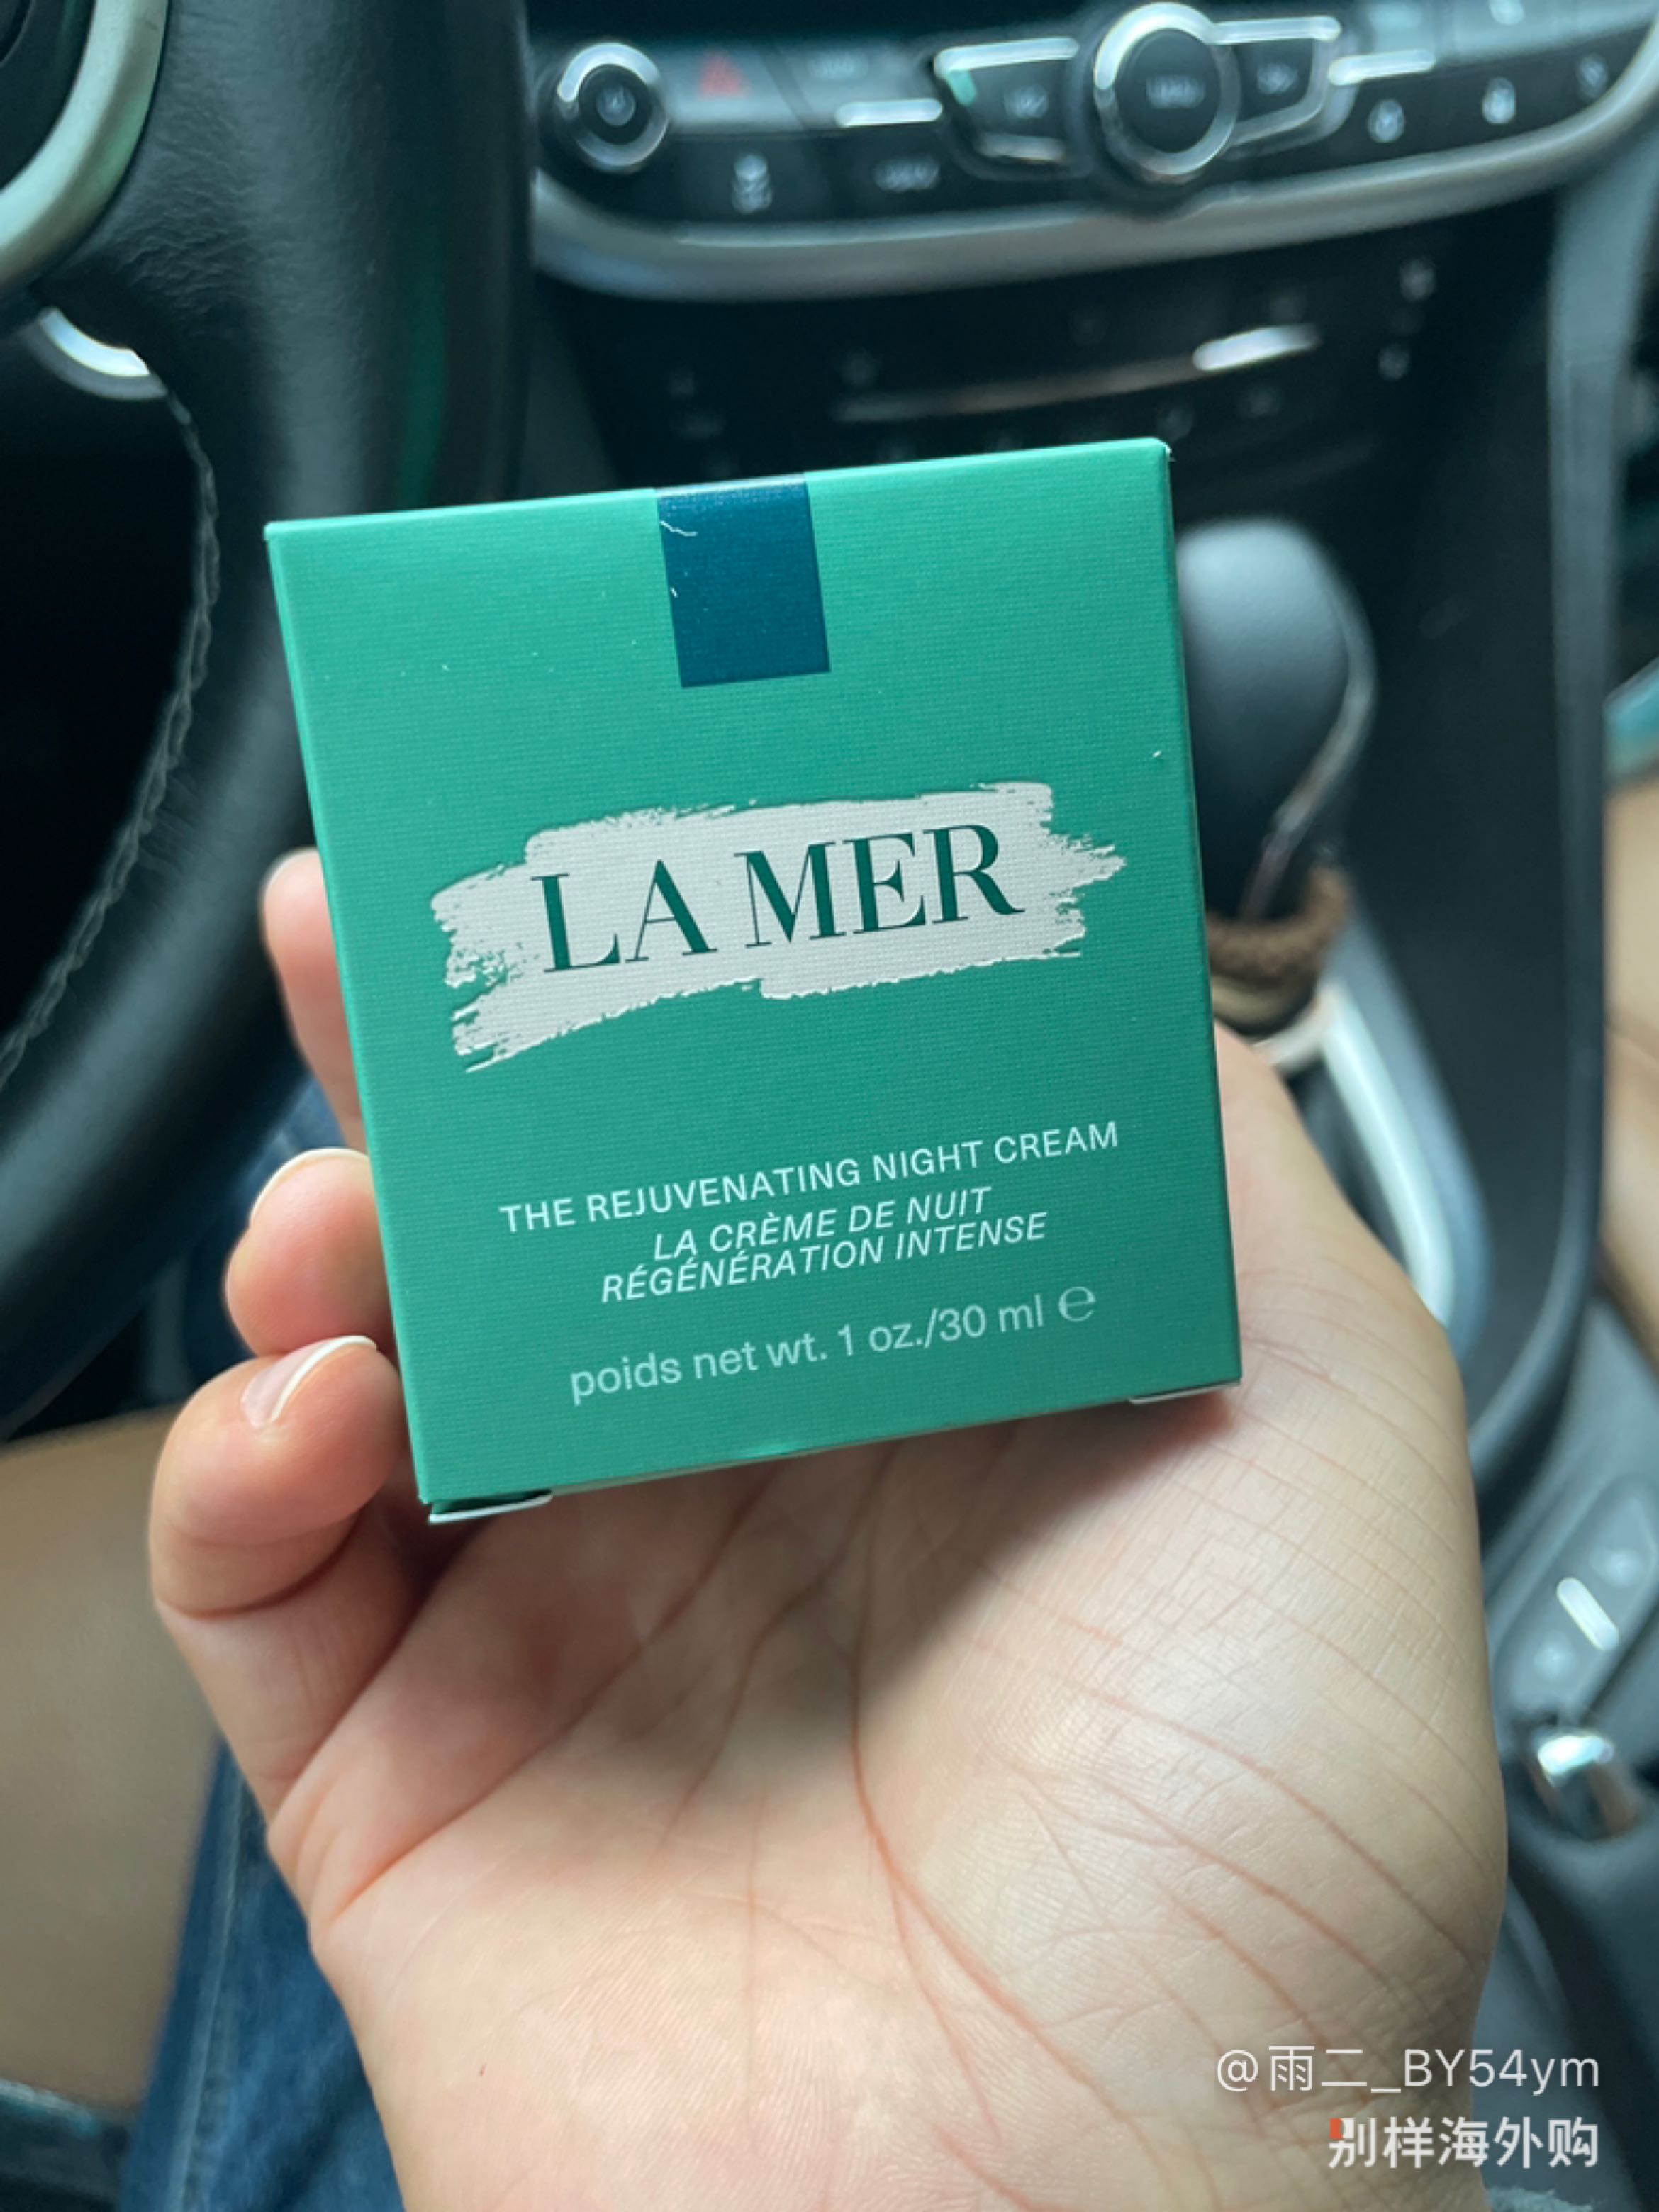 LA MER
THE REJUVENATING NIGHT CREAM
LA CRÈME DE NUIT
RÉGÉNÉRATION INTENSE
poids net wt. 1 oz./30 ml ℮
@雨二_BY54ym
别样海外购